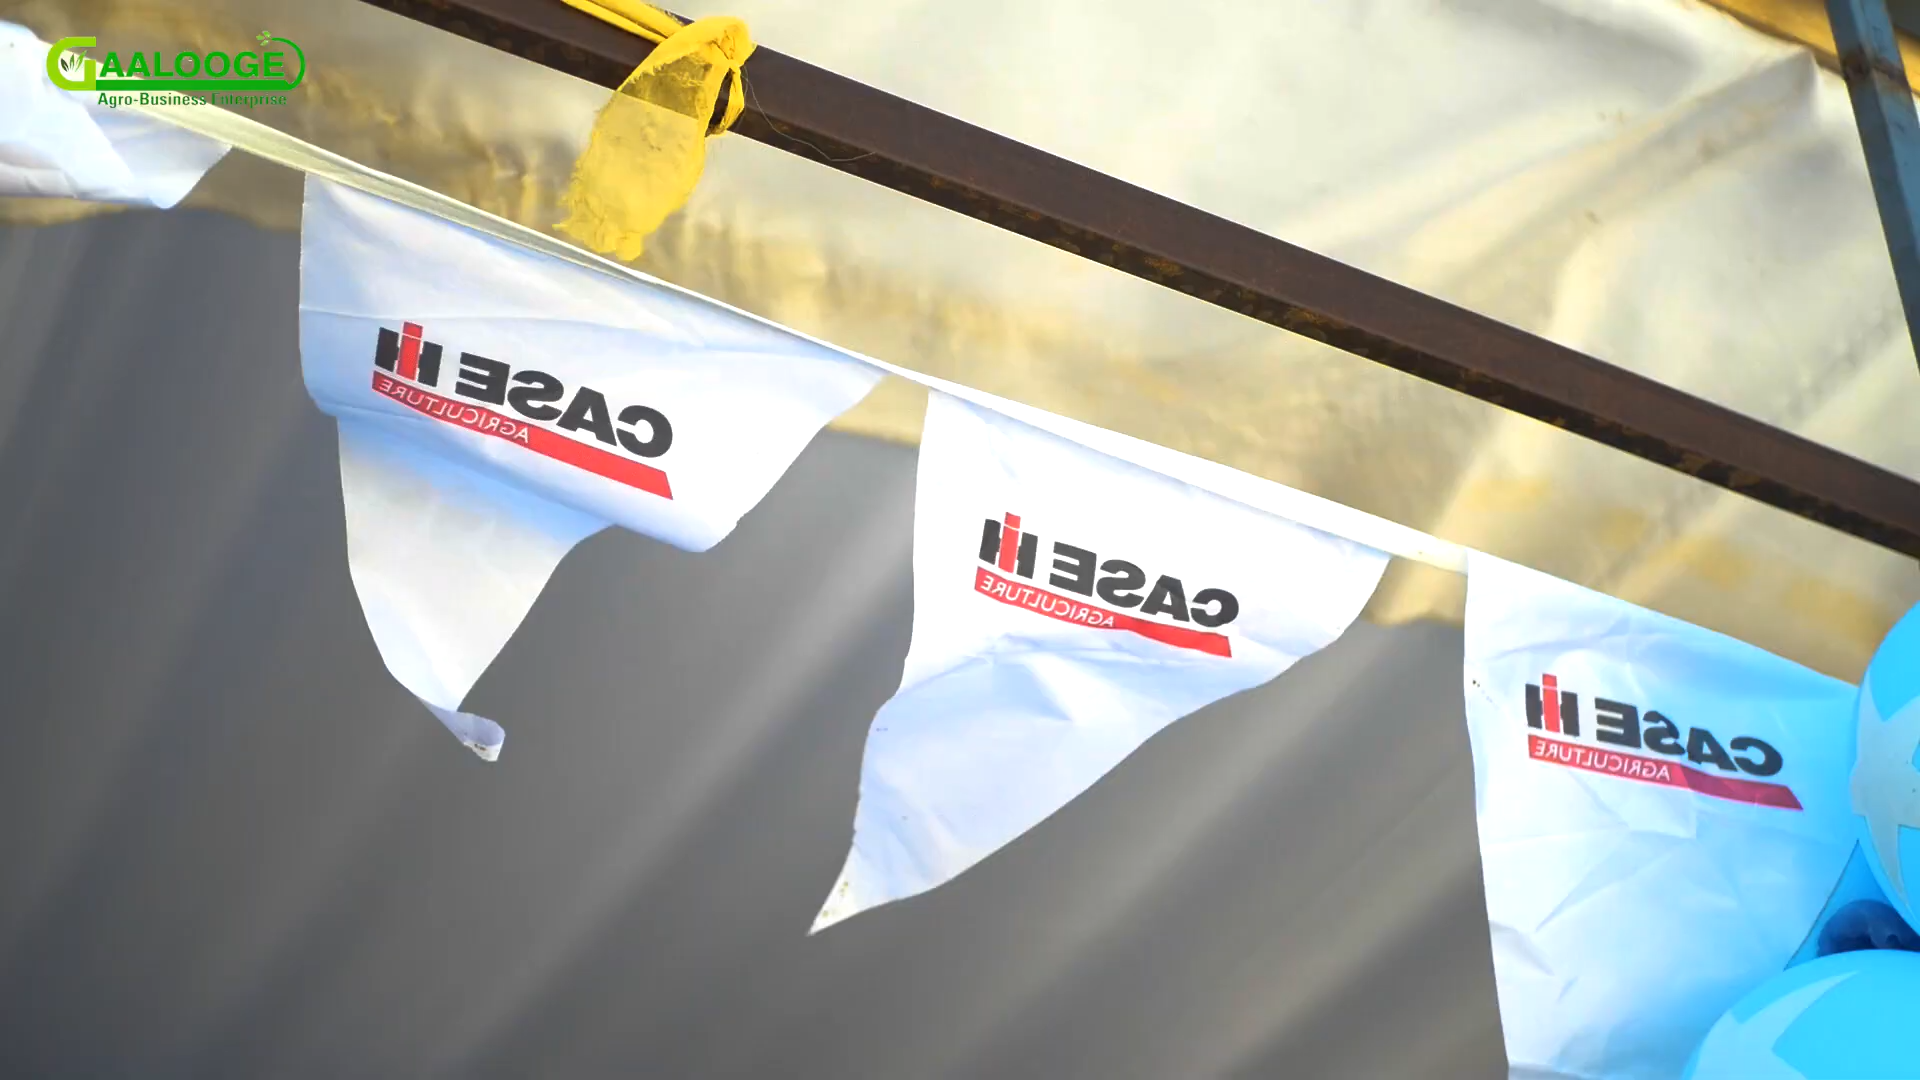 GAALOOGE
Agro-Business Enterprise
CASE IH
AGRICULTURE
CASE IH
AGRICULTURE
CASE IH
AGRICULTURE